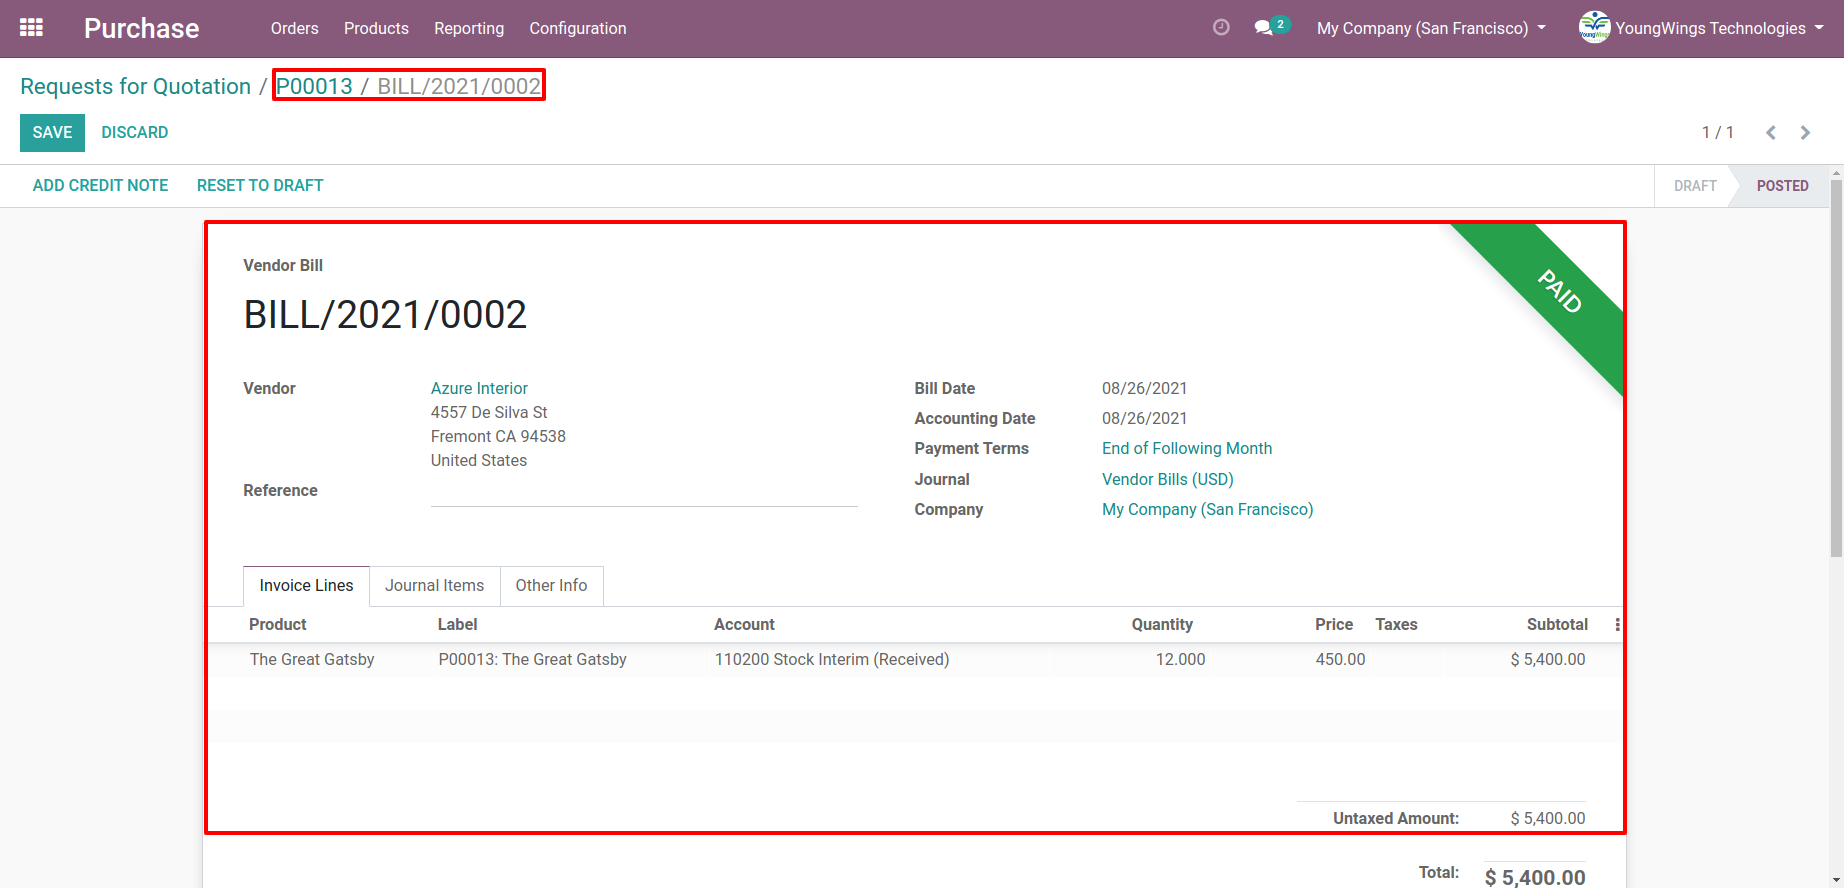 Purchase Orders Products Reporting Configuration 2 My Company (San Francisco) YoungWings Technologies
Requests for Quotation / P00013 / BILL/2021/0002
SAVE DISCARD 1 / 1
ADD CREDIT NOTE RESET TO DRAFT DRAFT POSTED
PAID
Vendor Bill
BILL/2021/0002
Vendor Azure Interior Bill Date 08/26/2021
4557 De Silva St Accounting Date 08/26/2021
Fremont CA 94538 Payment Terms End of Following Month
United States Journal Vendor Bills (USD)
Reference Company My Company (San Francisco)
Invoice Lines Journal Items Other Info
Product Label Account Quantity Price Taxes Subtotal
The Great Gatsby P00013: The Great Gatsby 110200 Stock Interim (Received) 12.000 450.00 $ 5,400.00
Untaxed Amount: $ 5,400.00
Total: $ 5,400.00